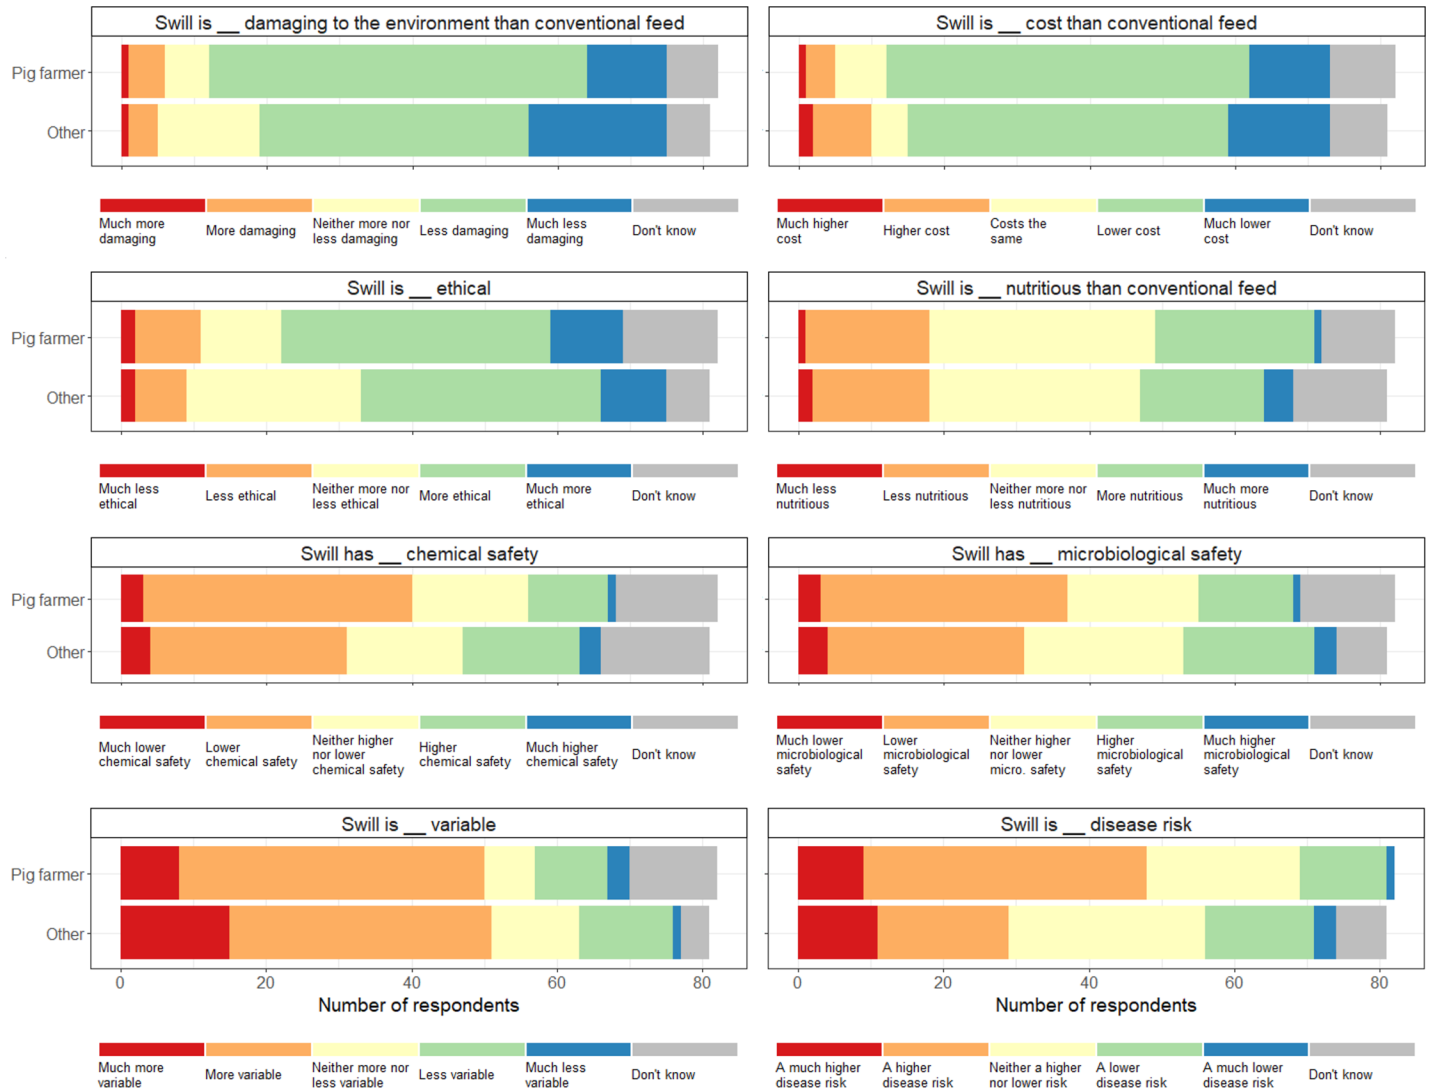 Swill is __ damaging to the environment than conventional feed
Pig farmer
Other
Much more
damaging
More damaging
Neither more nor
less damaging
Less damaging
Much less
damaging
Don't know
Swill is __ cost than conventional feed
Much higher
cost
Higher cost
Costs the
same
Lower cost
Much lower
cost
Don't know
Swill is __ ethical
Pig farmer
Other
Much less
ethical
Less ethical
Neither more nor
less ethical
More ethical
Much more
ethical
Don't know
Swill is __ nutritious than conventional feed
Much less
nutritious
Less nutritious
Neither more nor
less nutritious
More nutritious
Much more
nutritious
Don't know
Swill has __ chemical safety
Pig farmer
Other
Much lower
chemical safety
Lower
chemical safety
Neither higher
nor lower
chemical safety
Higher
chemical safety
Much higher
chemical safety
Don't know
Swill has __ microbiological safety
Much lower
microbiological
safety
Lower
microbiological
safety
Neither higher
nor lower
micro. safety
Higher
microbiological
safety
Much higher
microbiological
safety
Don't know
Swill is __ variable
Pig farmer
Other
0 20 40 60 80
Number of respondents
Much more
variable
More variable
Neither more nor
less variable
Less variable
Much less
variable
Don't know
Swill is __ disease risk
0 20 40 60 80
Number of respondents
A much higher
disease risk
A higher
disease risk
Neither a higher
nor lower risk
A lower
disease risk
A much lower
disease risk
Don't know